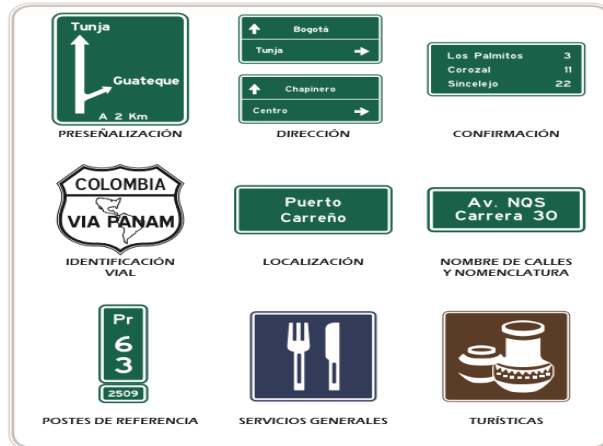 Tunja
Guateque
A 2 Km
PRESEÑALIZACIÓN
Bogotá
Tunja
Chapinero
Centro
DIRECCIÓN
Los Palmitos 3
Corozal 11
Sincelejo 22
CONFIRMACIÓN
COLOMBIA
VIA PANAM
IDENTIFICACIÓN
VIAL
Puerto
Carreño
LOCALIZACIÓN
Av. NQS
Carrera 30
NOMBRE DE CALLES
Y NOMENCLATURA
Pr
6
3
2509
POSTES DE REFERENCIA
SERVICIOS GENERALES
TURÍSTICAS